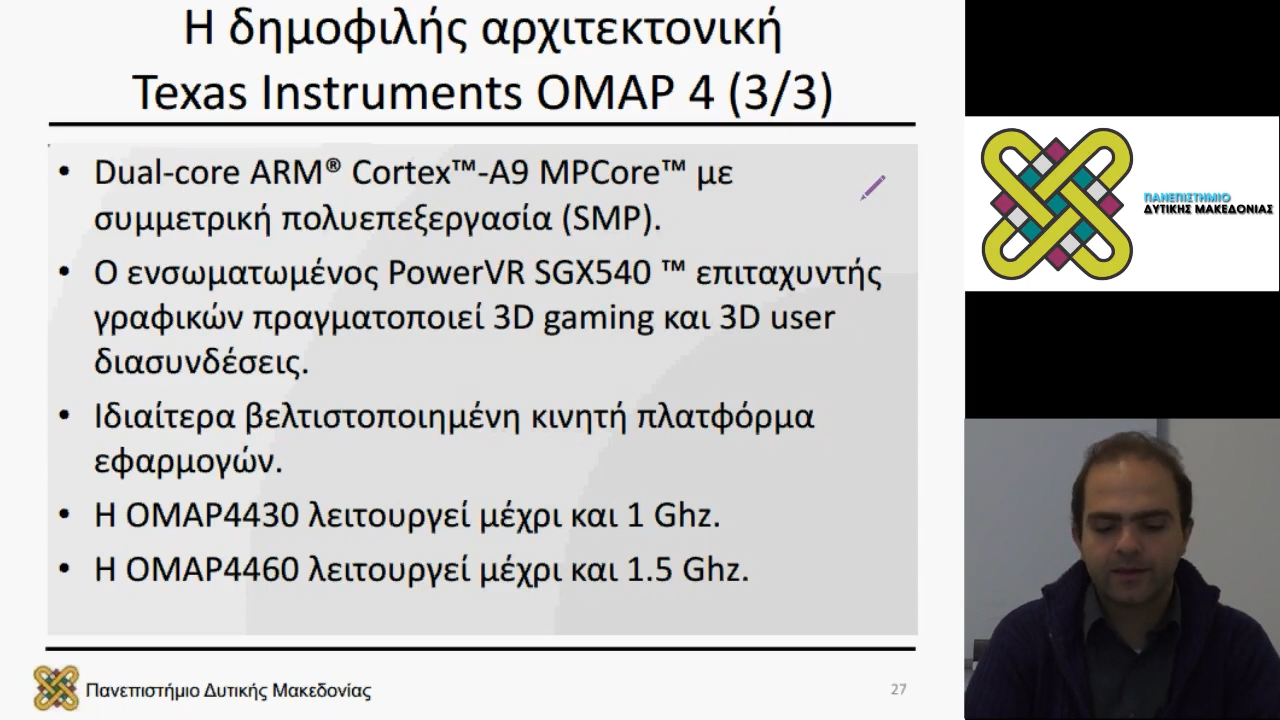 Η δημοφιλής αρχιτεκτονική
Texas Instruments OMAP 4 (3/3)
• Dual-core ARM® Cortex™-A9 MPCore™ με
συμμετρική πολυεπεξεργασία (SMP).
• Ο ενσωματωμένος PowerVR SGX540 ™ επιταχυντής
γραφικών πραγματοποιεί 3D gaming και 3D user
διασυνδέσεις.
• Ιδιαίτερα βελτιστοποιημένη κινητή πλατφόρμα
εφαρμογών.
• Η OMAP4430 λειτουργεί μέχρι και 1 Ghz.
• Η OMAP4460 λειτουργεί μέχρι και 1.5 Ghz.
Πανεπιστήμιο Δυτικής Μακεδονίας
27
ΠΑΝΕΠΙΣΤΗΜΙΟ
ΔΥΤΙΚΗΣ ΜΑΚΕΔΟΝΙΑΣ